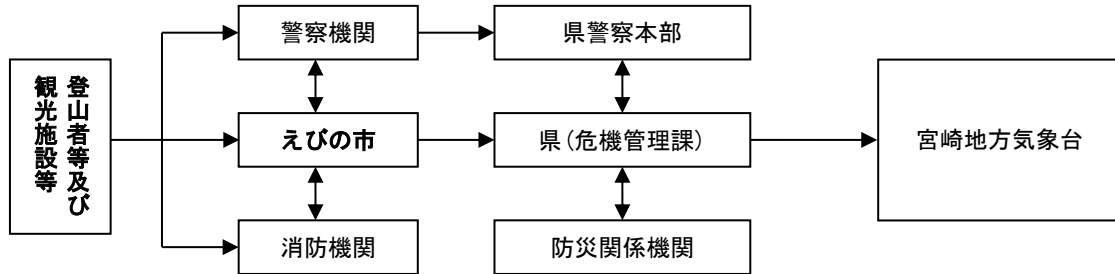 登山者等及び
観光施設等
警察機関
県警察本部
えびの市
県（危機管理課）
宮崎地方気象台
消防機関
防災関係機関